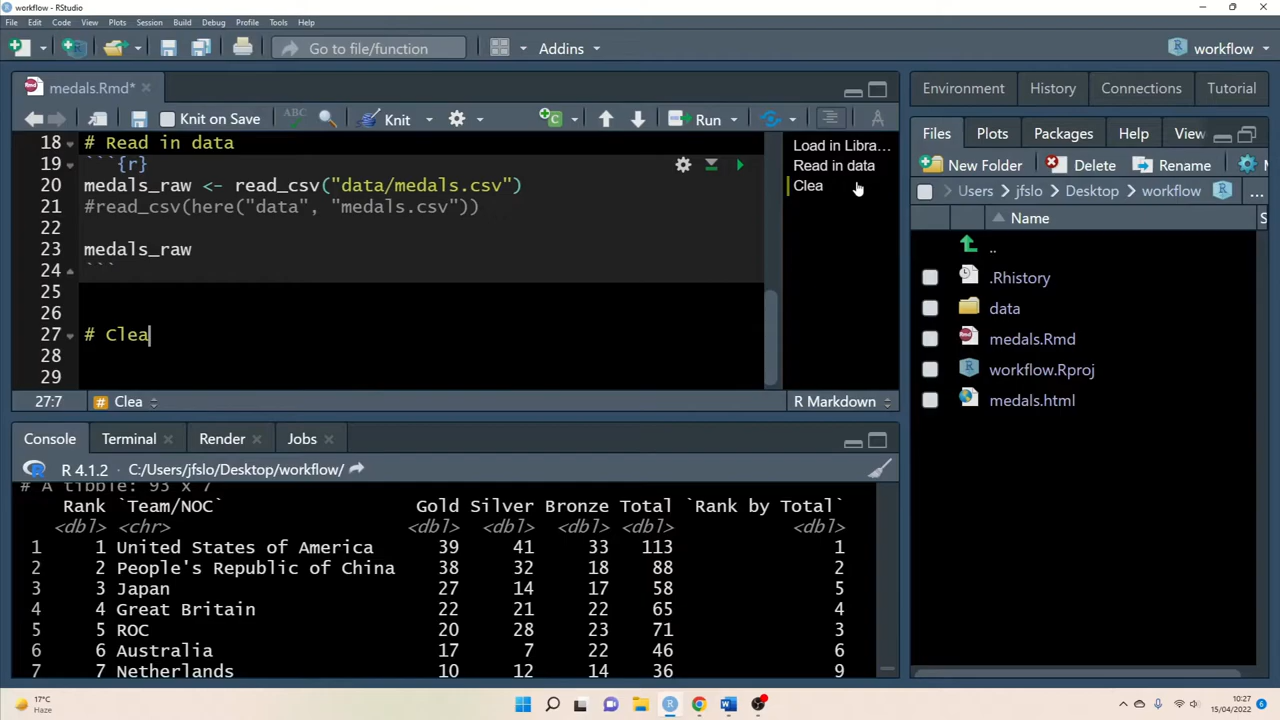 workflow - RStudio
File Edit Code View Plots Session Build Debug Profile Tools Help
Go to file/function Addins workflow
medals.Rmd*
Knit on Save ABC Knit Run
18 # Read in data
19 ```{r}
20 medals_raw <- read_csv("data/medals.csv")
21 #read_csv(here("data", "medals.csv"))
22
23 medals_raw
24 ```
25
26
27 # Clea
28
29
Load in Libra...
Read in data
Clea
27:7 # Clea R Markdown
Console Terminal Render Jobs
R 4.1.2 · C:/Users/jfslo/Desktop/workflow/
# A tibble: 93 x 7
Rank `Team/NOC` Gold Silver Bronze Total `Rank by Total`
<dbl> <chr> <dbl> <dbl> <dbl> <dbl> <dbl>
1 1 United States of America 39 41 33 113 1
2 2 People's Republic of China 38 32 18 88 2
3 3 Japan 27 14 17 58 5
4 4 Great Britain 22 21 22 65 4
5 5 ROC 20 28 23 71 3
6 6 Australia 17 7 22 46 6
7 7 Netherlands 10 12 14 36 9
Environment History Connections Tutorial
Files Plots Packages Help View
New Folder Delete Rename
Users jfslo Desktop workflow ...
Name S
..
.Rhistory
data
medals.Rmd
workflow.Rproj
medals.html
17°C
Haze
10:27
15/04/2022
6